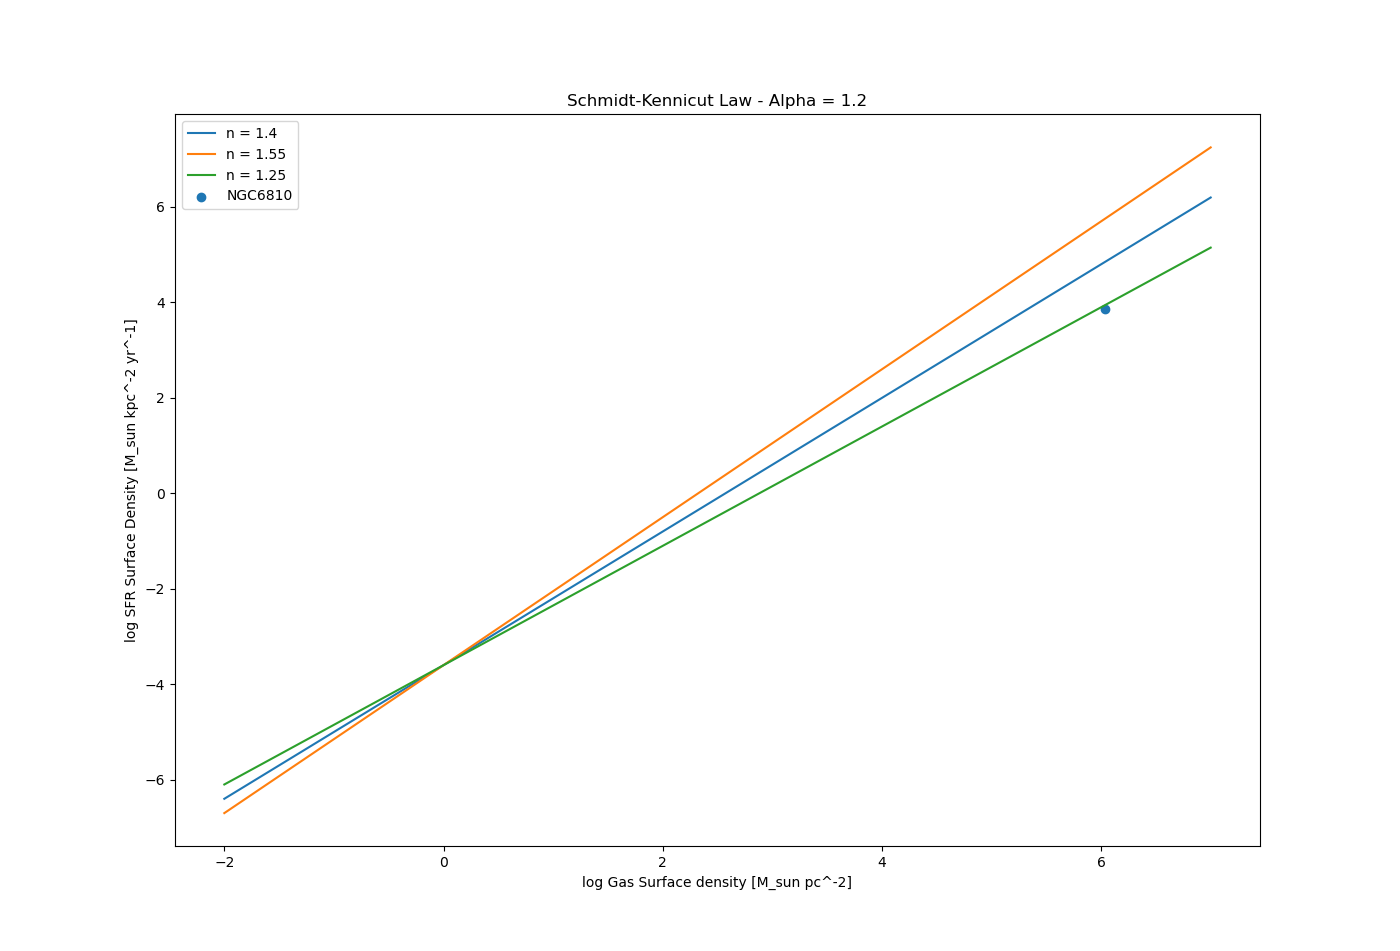 Schmidt-Kennicut Law - Alpha = 1.2
n = 1.4
n = 1.55
n = 1.25
NGC6810
log SFR Surface Density [M_sun kpc^-2 yr^-1]
6
4
2
0
−2
−4
−6
−2 0 2 4 6
log Gas Surface density [M_sun pc^-2]